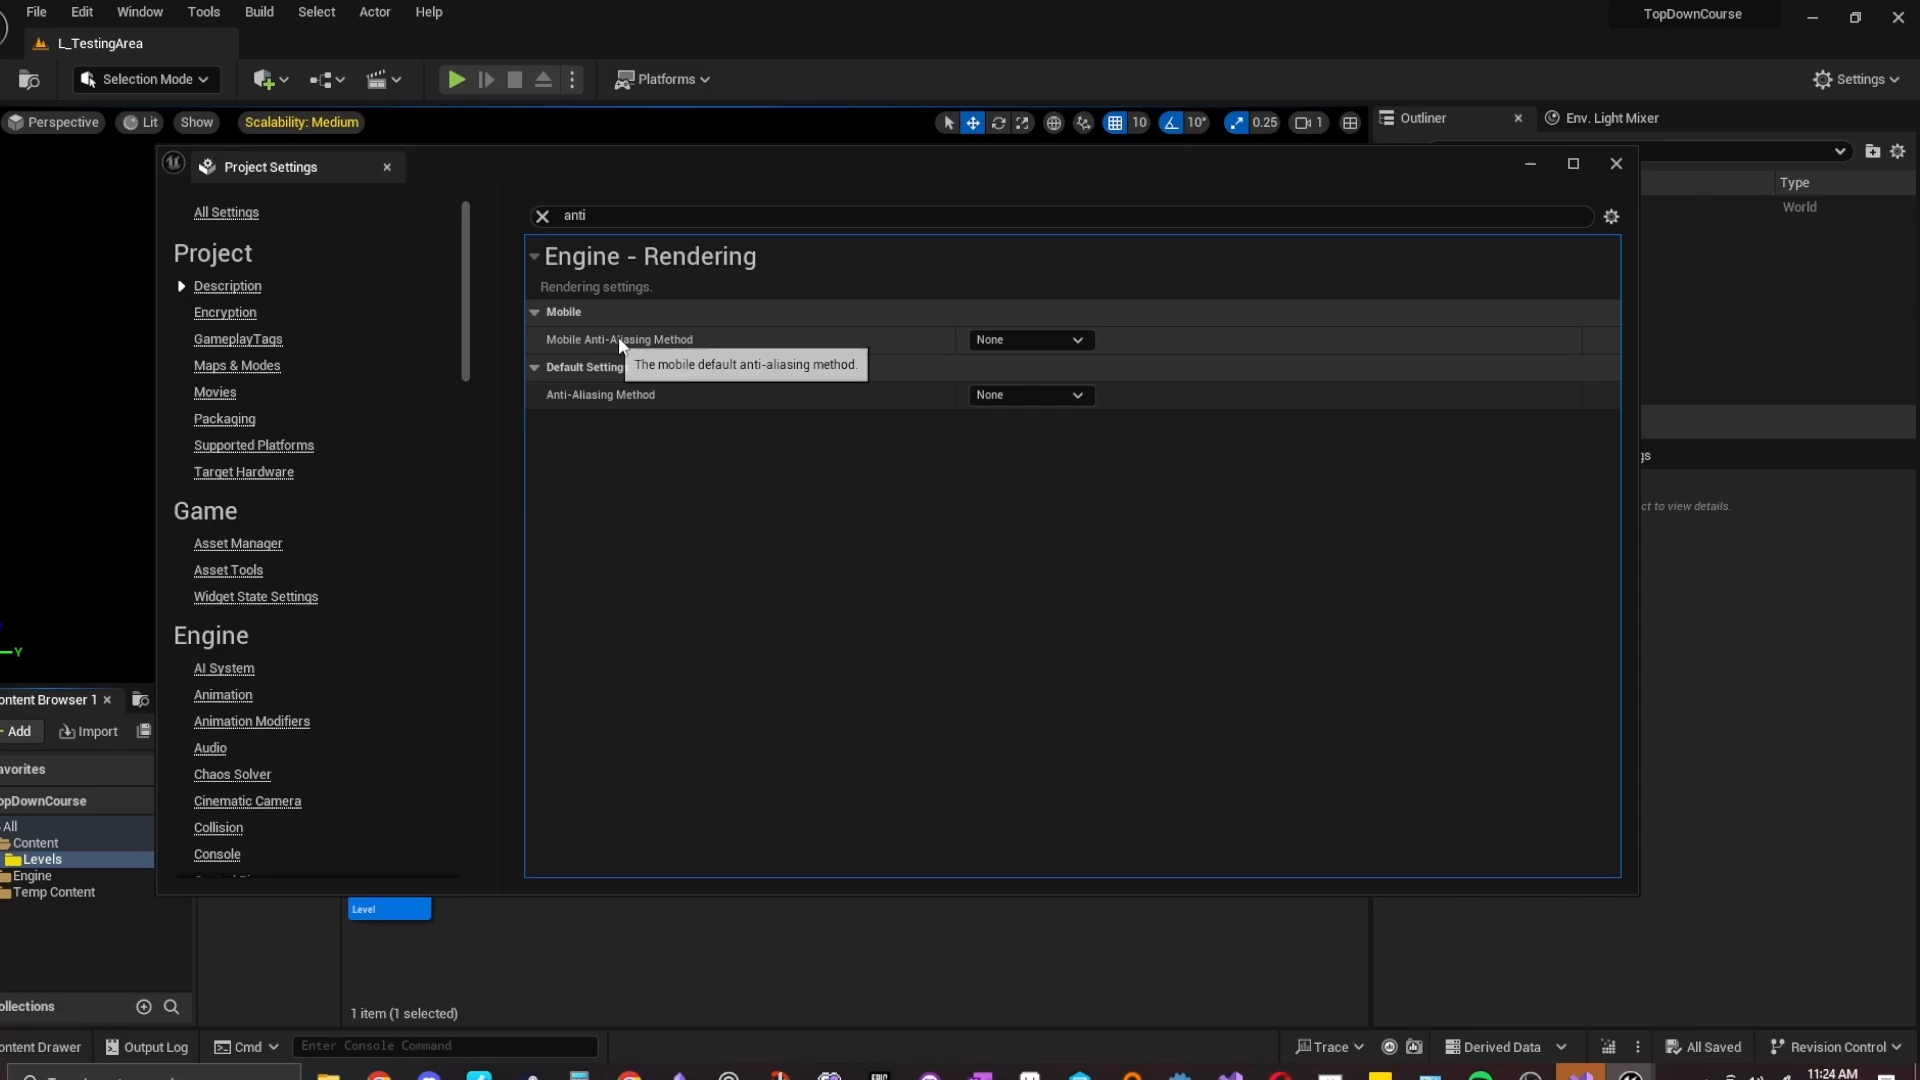 File Edit Window Tools Build Select Actor Help
TopDownCourse
L_TestingArea
Selection Mode
Platforms
Settings
Perspective Lit Show Scalability: Medium
10 10° 0.25 1
Outliner
Env. Light Mixer
Project Settings
Type
World
All Settings
anti
Project
Description
Encryption
GameplayTags
Maps & Modes
Movies
Packaging
Supported Platforms
Target Hardware
Game
Asset Manager
Asset Tools
Widget State Settings
Engine
AI System
Animation
Animation Modifiers
Audio
Chaos Solver
Cinematic Camera
Collision
Console
Engine - Rendering
Rendering settings.
Mobile
Mobile Anti-Aliasing Method None
The mobile default anti-aliasing method.
Default Setting
Anti-Aliasing Method None
gs
ct to view details.
Y
ontent Browser 1
Add Import
avorites
opDownCourse
All
Content
Levels
Engine
Temp Content
Level
ollections
1 item (1 selected)
ontent Drawer Output Log Cmd Enter Console Command
Trace Derived Data All Saved Revision Control
11:24 AM